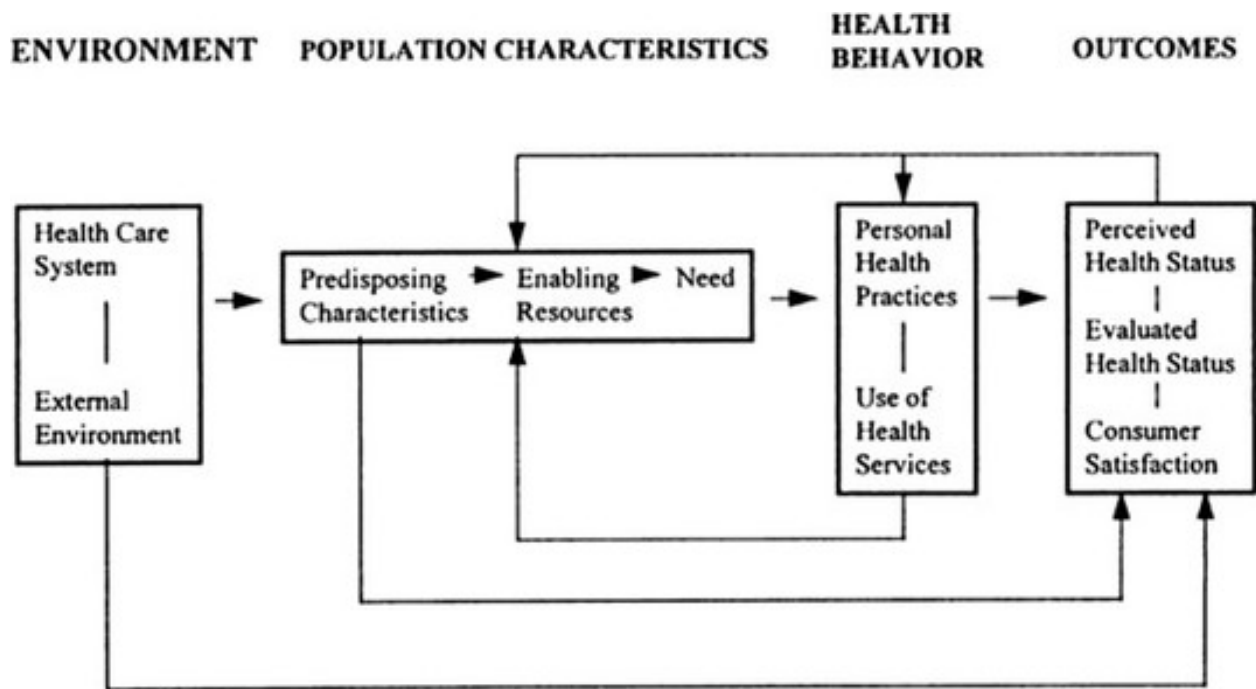 ENVIRONMENT
POPULATION CHARACTERISTICS
HEALTH
BEHAVIOR
OUTCOMES
Health Care
System
External
Environment
Predisposing
Characteristics
Enabling
Resources
Need
Personal
Health
Practices
Use of
Health
Services
Perceived
Health Status
Evaluated
Health Status
Consumer
Satisfaction